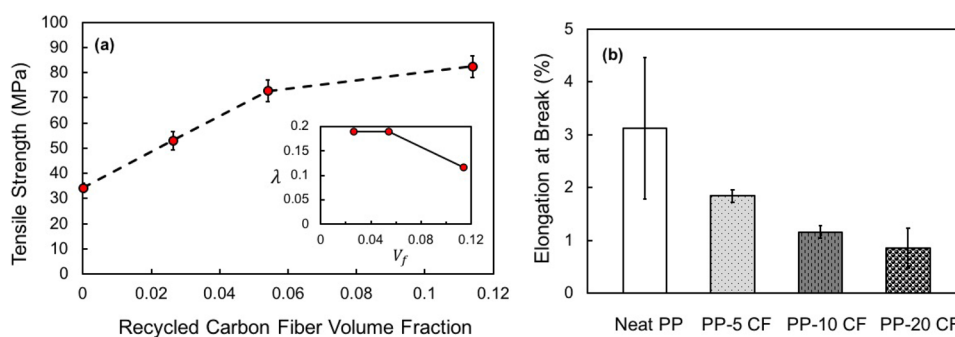 (a)
Tensile Strength (MPa)
100
90
80
70
60
50
40
30
20
10
0
0 0.02 0.04 0.06 0.08 0.1 0.12
Recycled Carbon Fiber Volume Fraction
λ
0.2
0.15
0.1
0.05
0
0 0.04 0.08 0.12
V_f
(b)
Elongation at Break (%)
5
4
3
2
1
0
Neat PP PP-5 CF PP-10 CF PP-20 CF